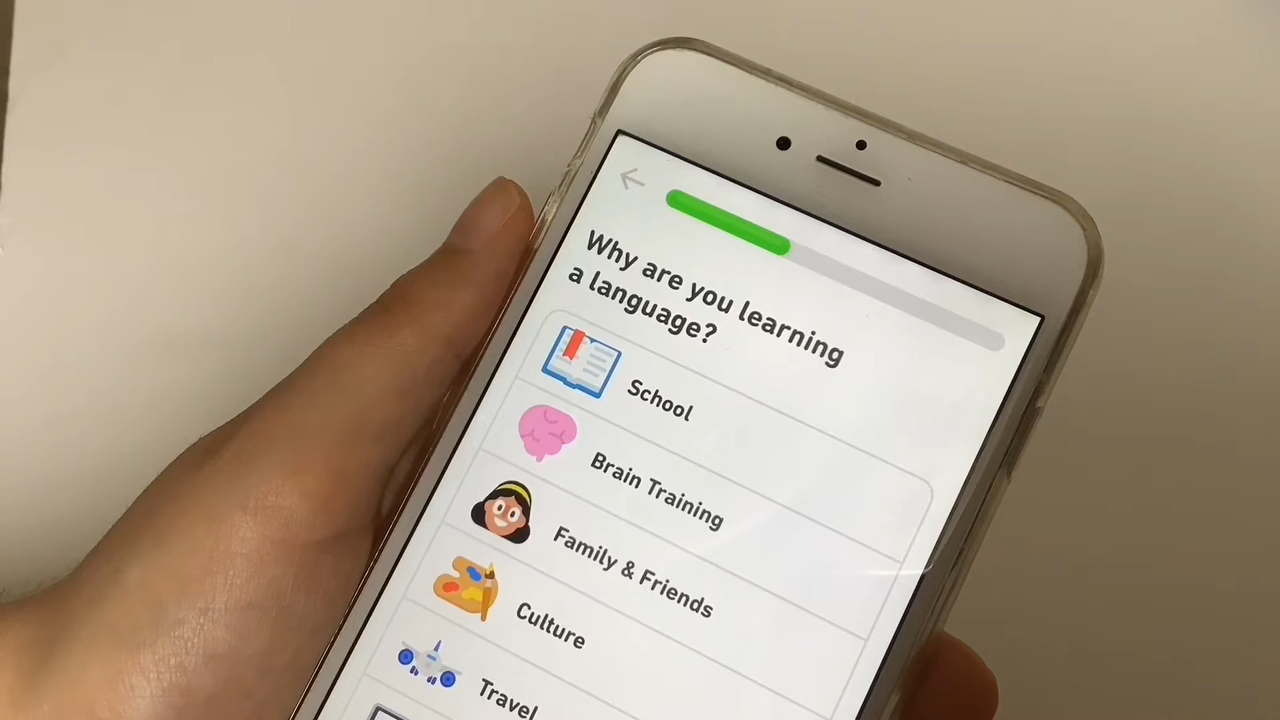 Why are you learning
a language?
School
Brain Training
Family & Friends
Culture
Travel